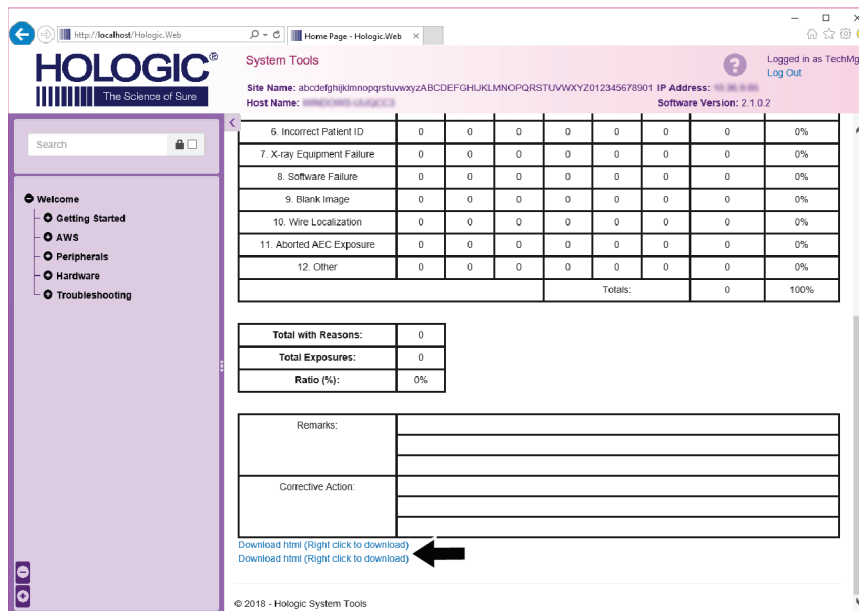 http://localhost/Hologic.Web
Home Page - Hologic.Web
HOLOGIC®
The Science of Sure
System Tools
Logged in as TechMg
Log Out
Site Name: abcdefghijklmnopqrstuvwxyzABCDEFGHIJKLMNOPQRSTUVWXYZ012345678901 IP Address:
Host Name:
Software Version: 2.1.0.2
Search
Welcome
Getting Started
AWS
Peripherals
Hardware
Troubleshooting
6. Incorrect Patient ID 0 0 0 0 0 0 0 0%
7. X-ray Equipment Failure 0 0 0 0 0 0 0 0%
8. Software Failure 0 0 0 0 0 0 0 0%
9. Blank Image 0 0 0 0 0 0 0 0%
10. Wire Localization 0 0 0 0 0 0 0 0%
11. Aborted AEC Exposure 0 0 0 0 0 0 0 0%
12. Other 0 0 0 0 0 0 0 0%
Totals: 0 100%
Total with Reasons: 0
Total Exposures: 0
Ratio (%): 0%
Remarks:
Corrective Action:
Download html (Right click to download)
Download html (Right click to download)
© 2018 - Hologic System Tools